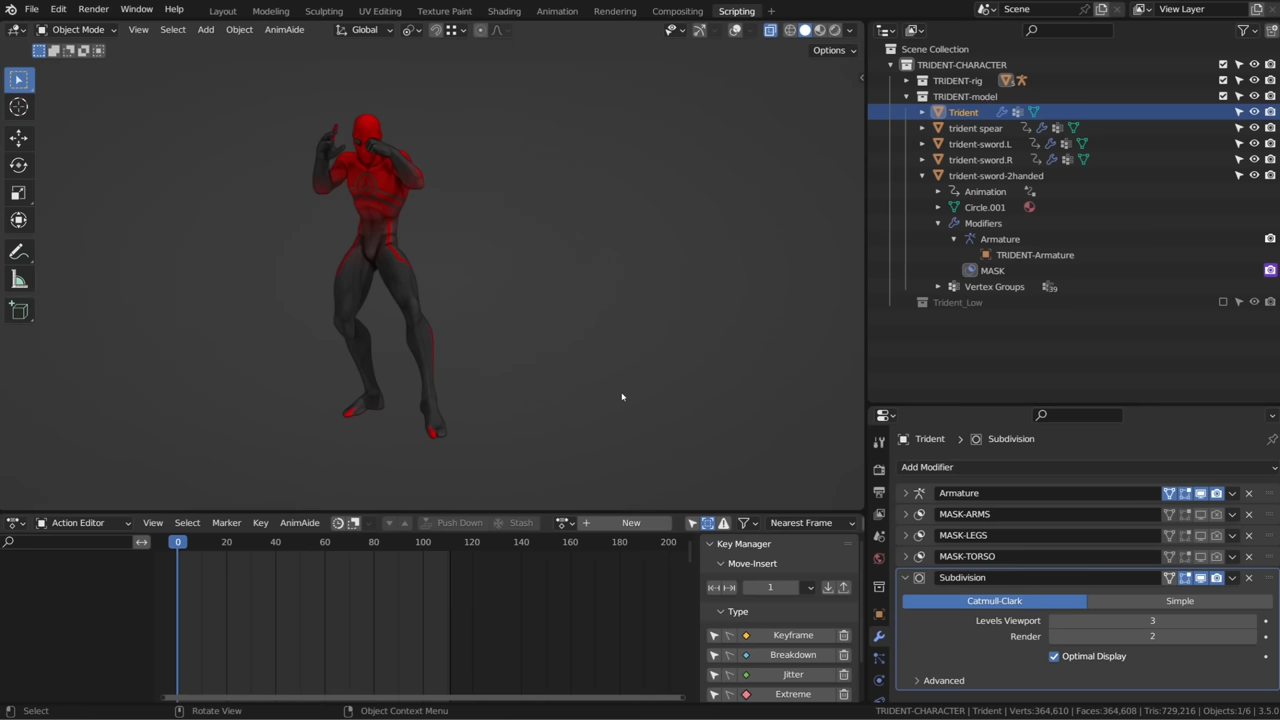 File Edit Render Window Help Layout Modeling Sculpting UV Editing Texture Paint Shading Animation Rendering Compositing Scripting + Scene View Layer
Object Mode View Select Add Object AnimAide Global
Options
Scene Collection
TRIDENT-CHARACTER
TRIDENT-rig 5
TRIDENT-model
Trident
trident spear
trident-sword.L
trident-sword.R
trident-sword-2handed
Animation
Circle.001
Modifiers
Armature
TRIDENT-Armature
MASK
Vertex Groups 39
Trident_Low
Trident > Subdivision
Add Modifier
Armature
MASK-ARMS
MASK-LEGS
MASK-TORSO
Subdivision
Catmull-Clark Simple
Levels Viewport 3
Render 2
Optimal Display
Advanced
Action Editor View Select Marker Key AnimAide Push Down Stash + New Nearest Frame
0 20 40 60 80 100 120 140 160 180 200
Key Manager
Move-Insert
1
Type
Keyframe
Breakdown
Jitter
Extreme
Select Rotate View Object Context Menu TRIDENT-CHARACTER | Trident | Verts:364,610 | Faces:364,608 | Tris:729,216 | Objects:1/6 | 3.5.0